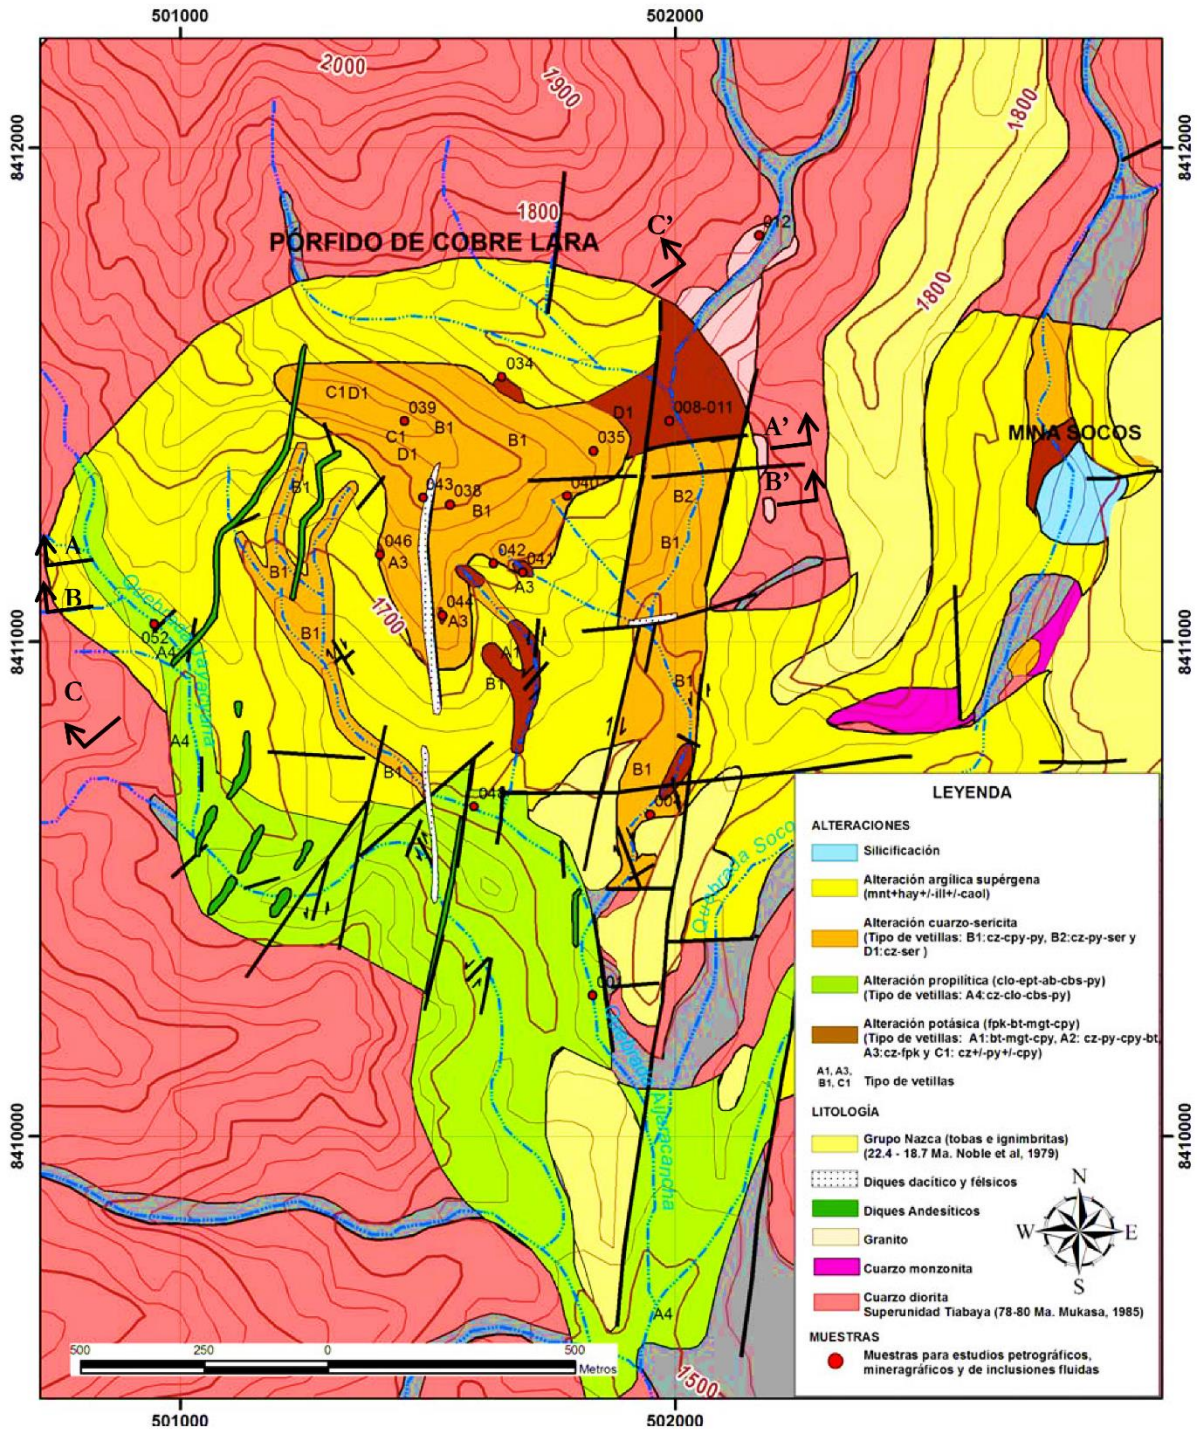 501000
502000
2000
1900
1800
8412000
8412000
1800
PÓRFIDO DE COBRE LARA
C'
012
1800
034
C1D1
039
B1
C1
D1
B1
D1
008-011
035
A'
MINA SOCOS
B'
043
038
B1
040
B2
B1
B1
046
A3
042
041
A3
A
B
B1
Quebrada Yayacyaria
1700
044
A3
052
A4
B1
A1
B1
B1
8411000
8411000
C
A4
B1
B1
Quebrada
A4
8410000
8410000
1500
LEYENDA
ALTERACIONES
Silicificación
Alteración argílica supérgena
(mnt+hay+/-ill+/-caol)
Alteración cuarzo-sericita
(Tipo de vetillas: B1:cz-cpy-py, B2:cz-py-ser y
D1:cz-ser )
Alteración propilítica (clo-ept-ab-cbs-py)
(Tipo de vetillas: A4:cz-clo-cbs-py)
Alteración potásica (fpk-bt-mgt-cpy)
(Tipo de vetillas: A1:bt-mgt-cpy, A2: cz-py-cpy-bt,
A3:cz-fpk y C1: cz+/-py+/-cpy)
A1, A3,
B1, C1
Tipo de vetillas
LITOLOGÍA
Grupo Nazca (tobas e ignimbritas)
(22.4 - 18.7 Ma. Noble et al, 1979)
Diques dacítico y félsicos
Diques Andesíticos
Granito
Cuarzo monzonita
Cuarzo diorita
Superunidad Tiabaya (78-80 Ma. Mukasa, 1985)
MUESTRAS
Muestras para estudios petrográficos,
mineragráficos y de inclusiones fluidas
N
W
E
S
500
250
0
500
Metros
501000
502000